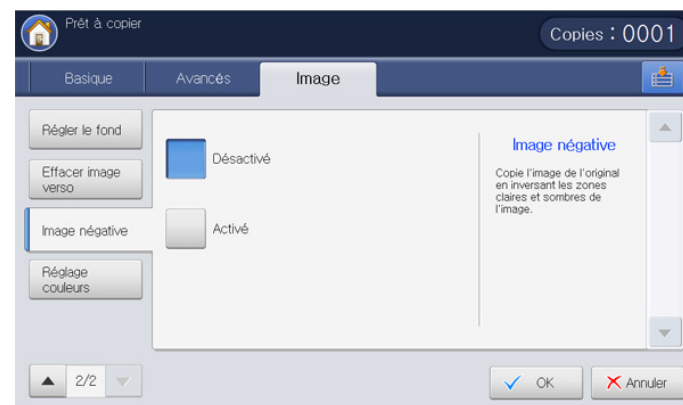 Prêt à copier
Copies : 0001
Basique
Avancés
Image
Régler le fond
Effacer image
verso
Image négative
Réglage
couleurs
2/2
Désactivé
Activé
Image négative
Copie l'image de l'original
en inversant les zones
claires et sombres de
l'image.
OK
Annuler